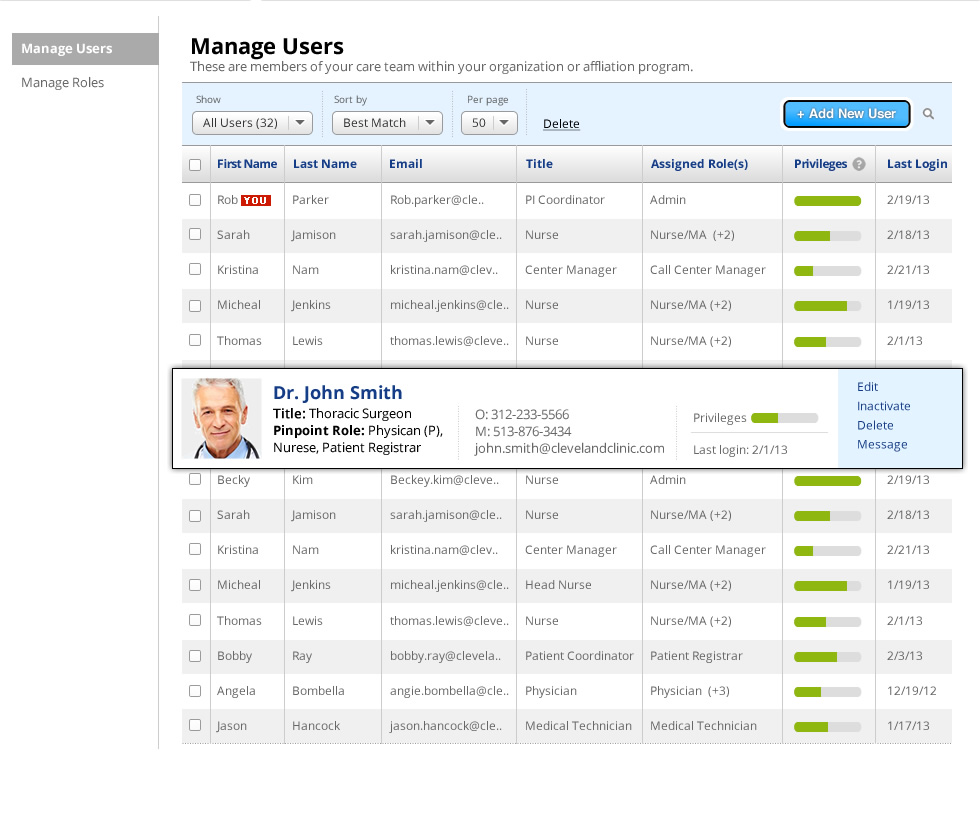 Manage Users
Manage Roles
Manage Users
These are members of your care team within your organization or affliation program.
Show Sort by Per page
All Users (32) Best Match 50 Delete + Add New User
First Name Last Name Email Title Assigned Role(s) Privileges ? Last Login
Rob YOU Parker Rob.parker@cle.. PI Coordinator Admin 2/19/13
Sarah Jamison sarah.jamison@cle.. Nurse Nurse/MA (+2) 2/18/13
Kristina Nam kristina.nam@clev.. Center Manager Call Center Manager 2/21/13
Micheal Jenkins micheal.jenkins@cle.. Nurse Nurse/MA (+2) 1/19/13
Thomas Lewis thomas.lewis@cleve.. Nurse Nurse/MA (+2) 2/1/13
Dr. John Smith
Title: Thoracic Surgeon
Pinpoint Role: Physican (P),
Nurese, Patient Registrar
O: 312-233-5566
M: 513-876-3434
john.smith@clevelandclinic.com
Privileges
Last login: 2/1/13
Edit
Inactivate
Delete
Message
Becky Kim Beckey.kim@cleve.. Nurse Admin 2/19/13
Sarah Jamison sarah.jamison@cle.. Nurse Nurse/MA (+2) 2/18/13
Kristina Nam kristina.nam@clev.. Center Manager Call Center Manager 2/21/13
Micheal Jenkins micheal.jenkins@cle.. Head Nurse Nurse/MA (+2) 1/19/13
Thomas Lewis thomas.lewis@cleve.. Nurse Nurse/MA (+2) 2/1/13
Bobby Ray bobby.ray@clevela.. Patient Coordinator Patient Registrar 2/3/13
Angela Bombella angie.bombella@cle.. Physician Physician (+3) 12/19/12
Jason Hancock jason.hancock@cle.. Medical Technician Medical Technician 1/17/13